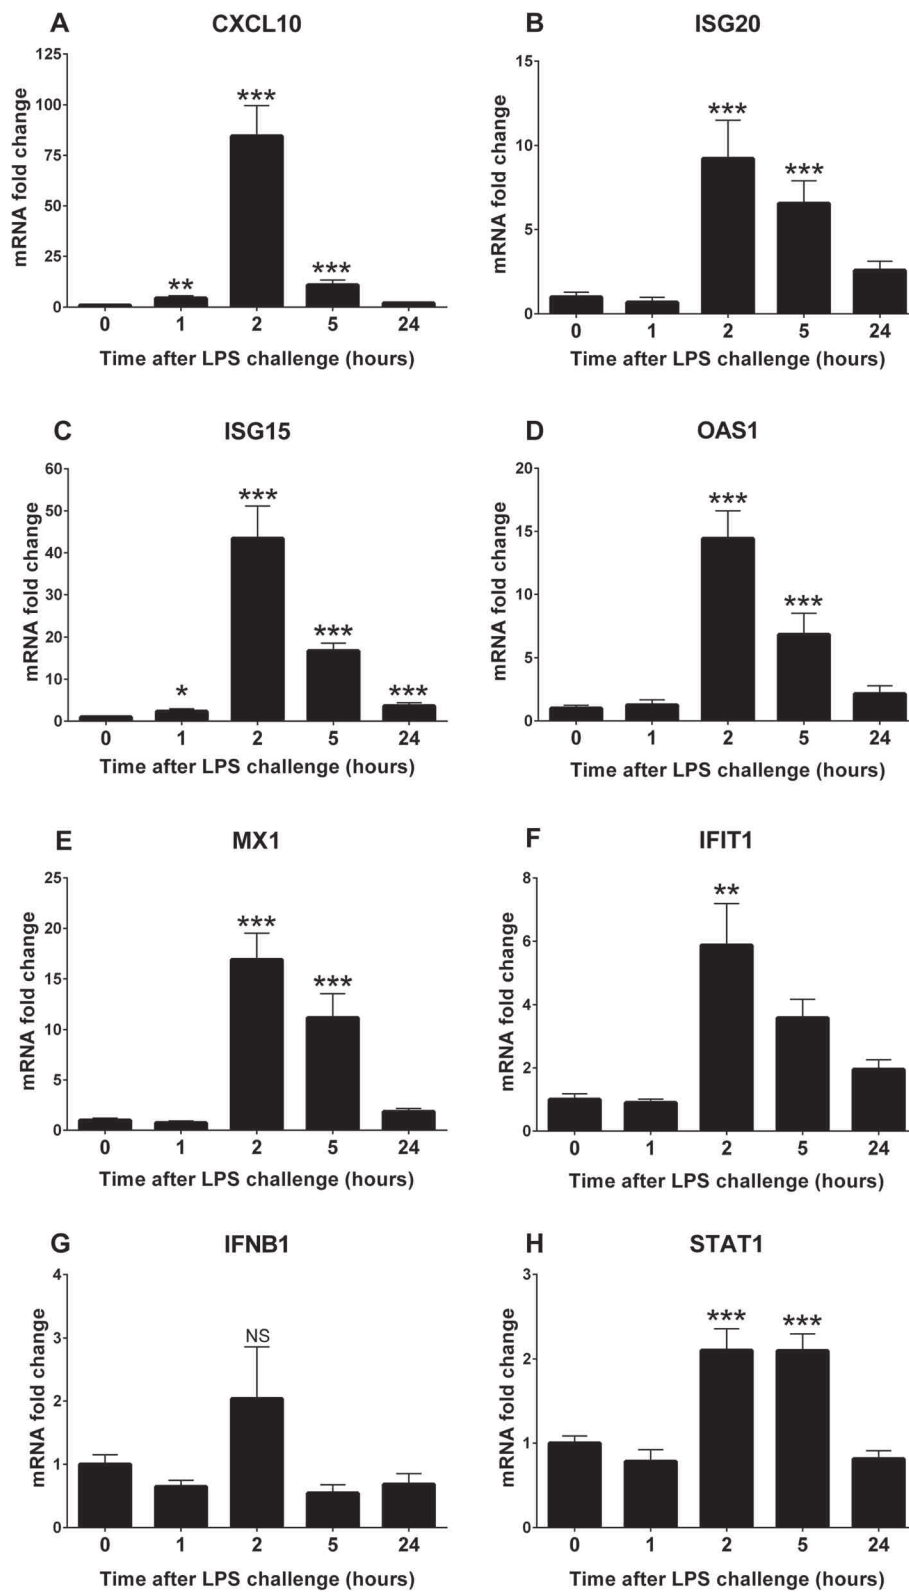 A CXCL10
mRNA fold change
125
100
75
50
25
0
**
***
***
0 1 2 5 24
Time after LPS challenge (hours)
B ISG20
mRNA fold change
15
10
5
0
***
***
0 1 2 5 24
Time after LPS challenge (hours)
C ISG15
mRNA fold change
60
50
40
30
20
10
0
*
***
***
***
0 1 2 5 24
Time after LPS challenge (hours)
D OAS1
mRNA fold change
20
15
10
5
0
***
***
0 1 2 5 24
Time after LPS challenge (hours)
E MX1
mRNA fold change
25
20
15
10
5
0
***
***
0 1 2 5 24
Time after LPS challenge (hours)
F IFIT1
mRNA fold change
8
6
4
2
0
**
0 1 2 5 24
Time after LPS challenge (hours)
G IFNB1
mRNA fold change
4
3
2
1
0
NS
0 1 2 5 24
Time after LPS challenge (hours)
H STAT1
mRNA fold change
3
2
1
0
***
***
0 1 2 5 24
Time after LPS challenge (hours)